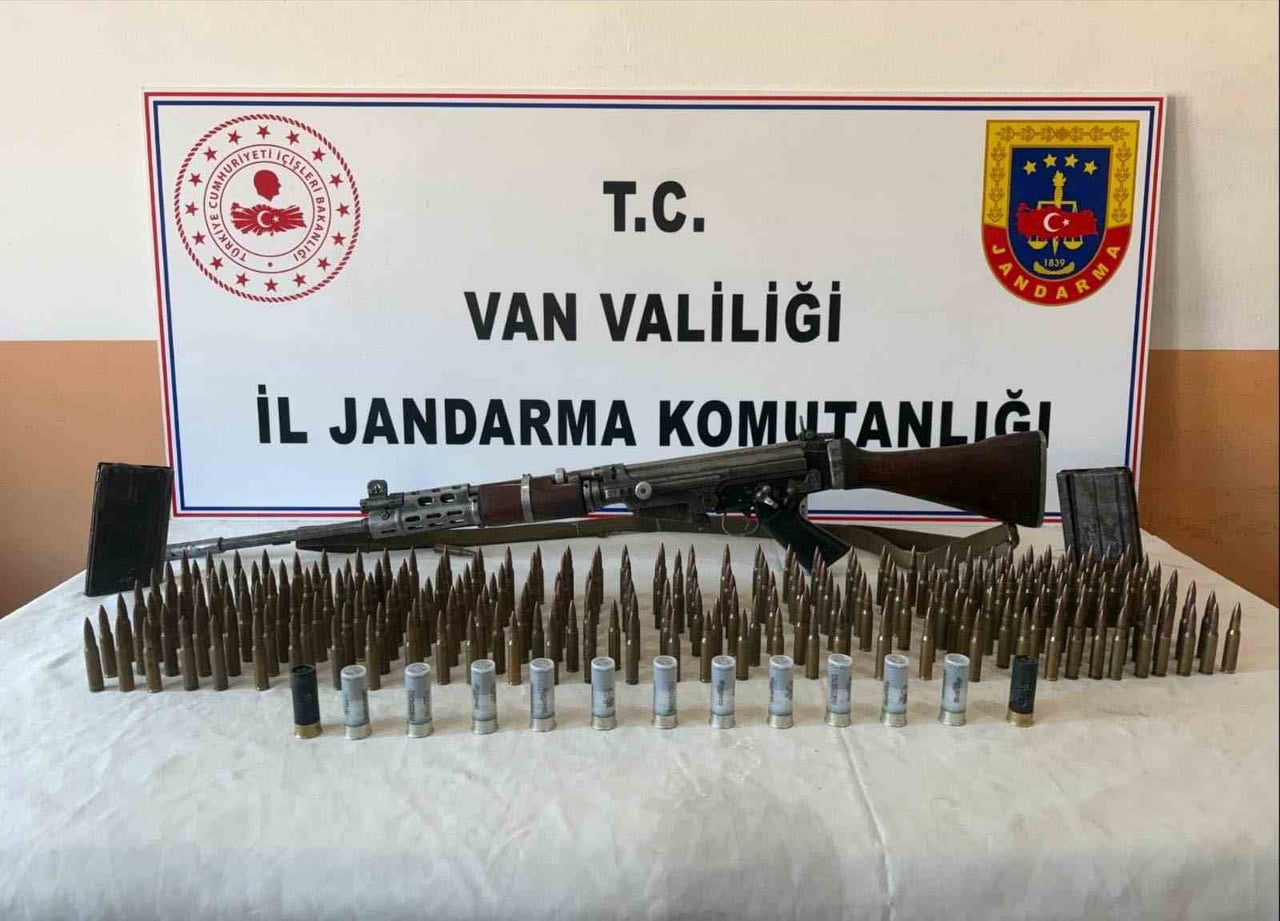 TÜRKİYE CUMHURİYETİ İÇİŞLERİ BAKANLIĞI
T.C.
VAN VALİLİĞİ
İL JANDARMA KOMUTANLIĞI
1839
JANDARMA